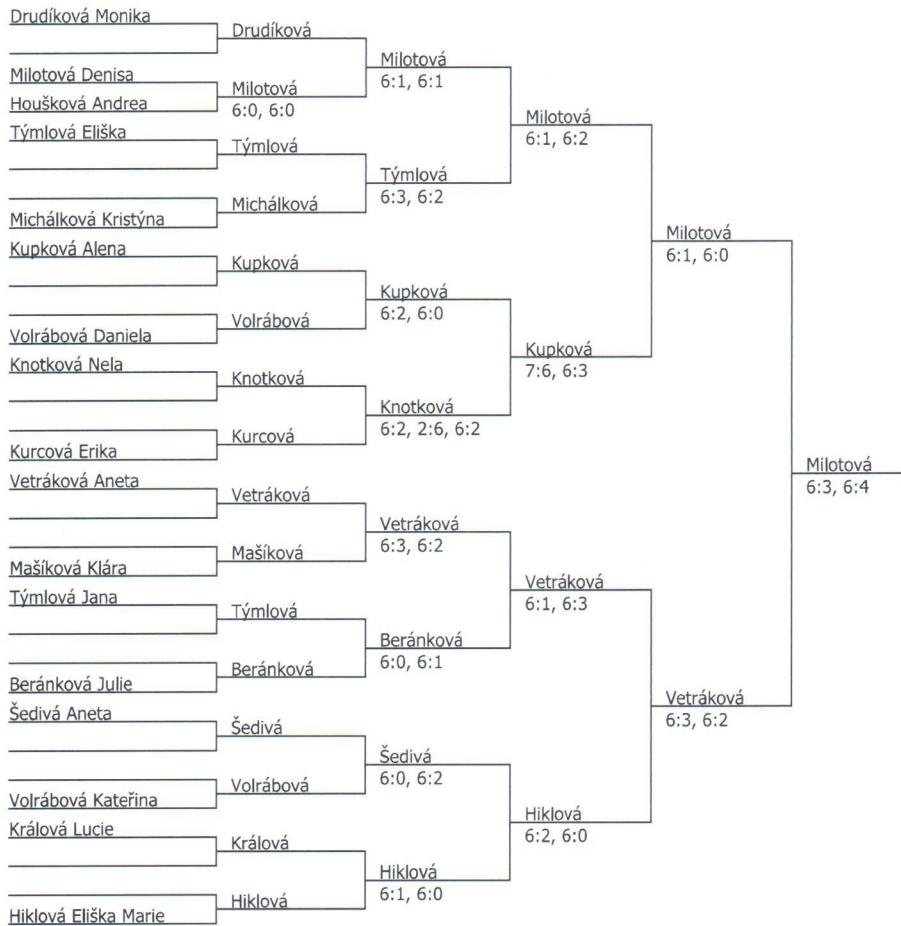 Drudíková Monika
Milotová Denisa
Houšková Andrea
Týmlová Eliška
Michálková Kristýna
Kupková Alena
Volrábová Daniela
Knotková Nela
Kurcová Erika
Vetráková Aneta
Mašíková Klára
Týmlová Jana
Beránková Julie
Šedivá Aneta
Volrábová Kateřina
Králová Lucie
Hiklová Eliška Marie
Drudíková
Milotová
6:0, 6:0
Týmlová
Michálková
Kupková
Volrábová
Knotková
Kurcová
Vetráková
Mašíková
Týmlová
Beránková
Šedivá
Volrábová
Králová
Hiklová
Milotová
6:1, 6:1
Týmlová
6:3, 6:2
Kupková
6:2, 6:0
Knotková
6:2, 2:6, 6:2
Vetráková
6:3, 6:2
Beránková
6:0, 6:1
Šedivá
6:0, 6:2
Hiklová
6:1, 6:0
Milotová
6:1, 6:2
Kupková
7:6, 6:3
Vetráková
6:1, 6:3
Hiklová
6:2, 6:0
Milotová
6:1, 6:0
Vetráková
6:3, 6:2
Milotová
6:3, 6:4